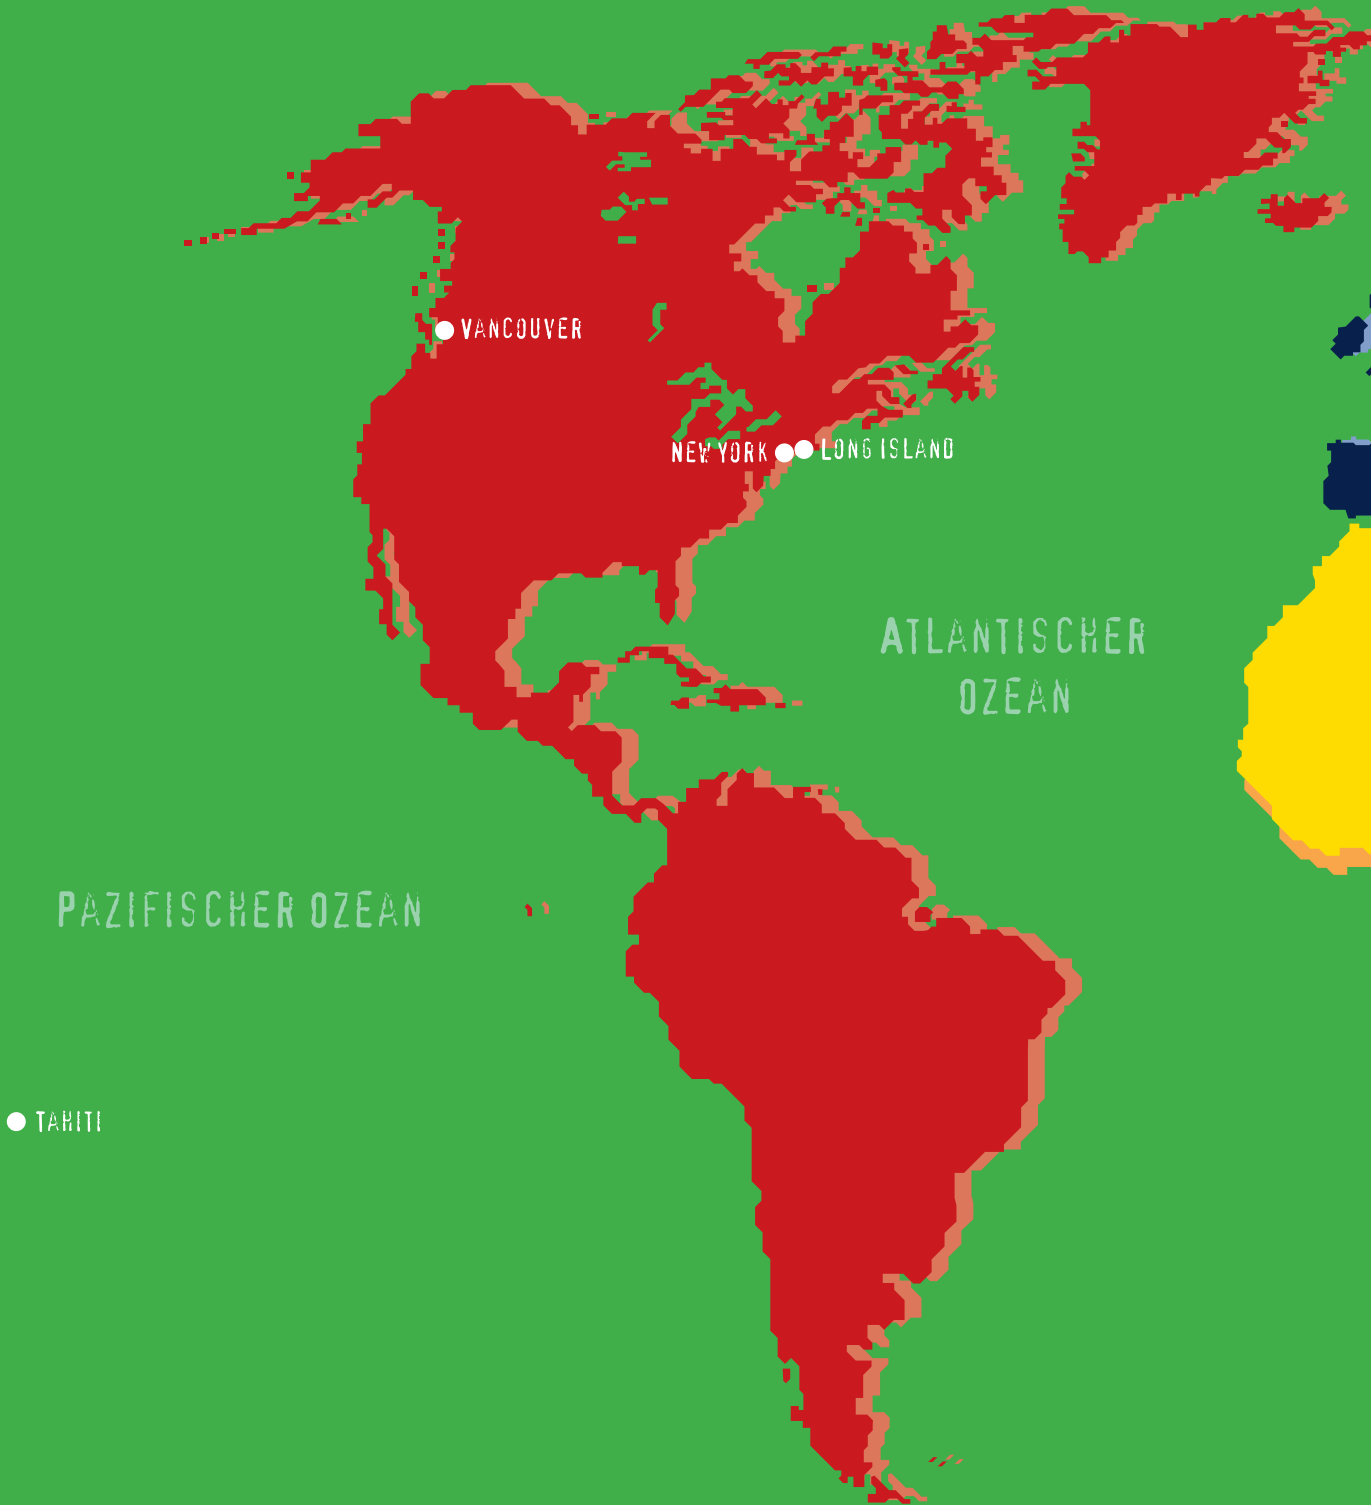 VANCOUVER
NEW YORK
LONG ISLAND
ATLANTISCHER
OZEAN
PAZIFISCHER OZEAN
TAHITI